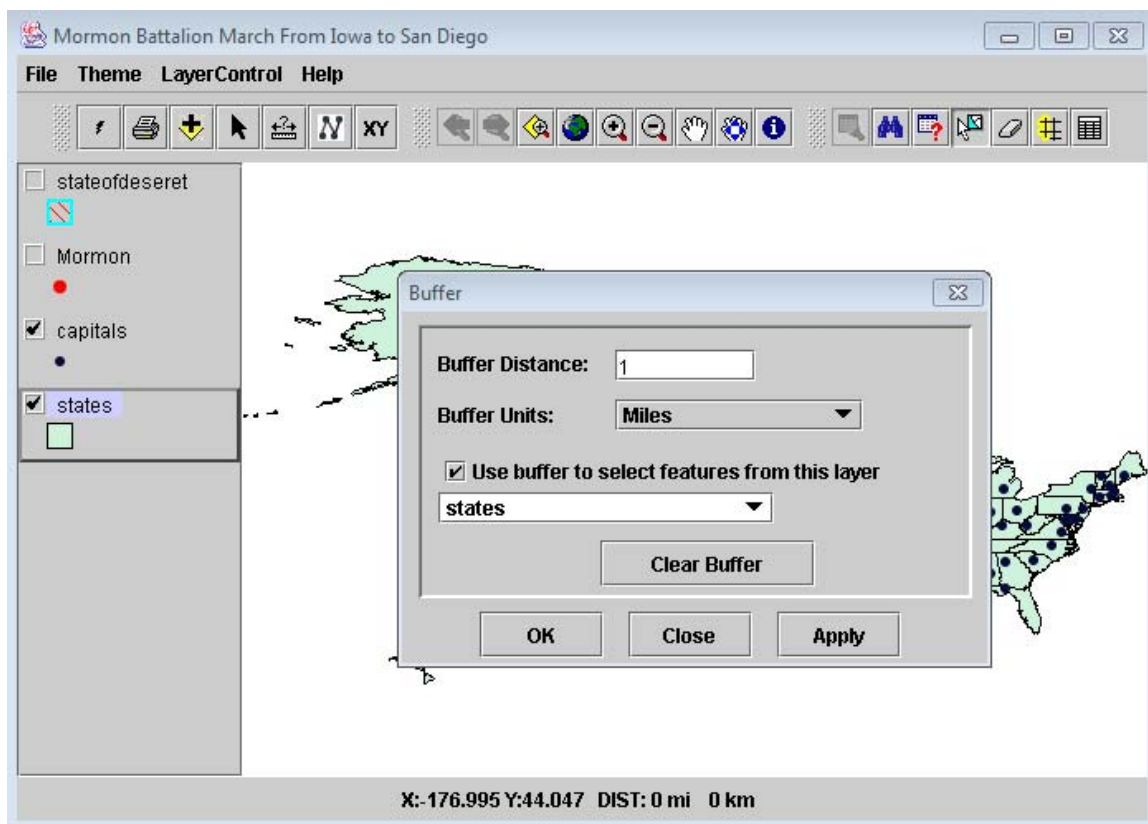 Mormon Battalion March From Iowa to San Diego
File Theme LayerControl Help
XY
stateofdeseret
Mormon
capitals
states
Buffer
Buffer Distance: 1
Buffer Units: Miles
Use buffer to select features from this layer
states
Clear Buffer
OK Close Apply
X:-176.995 Y:44.047 DIST: 0 mi 0 km